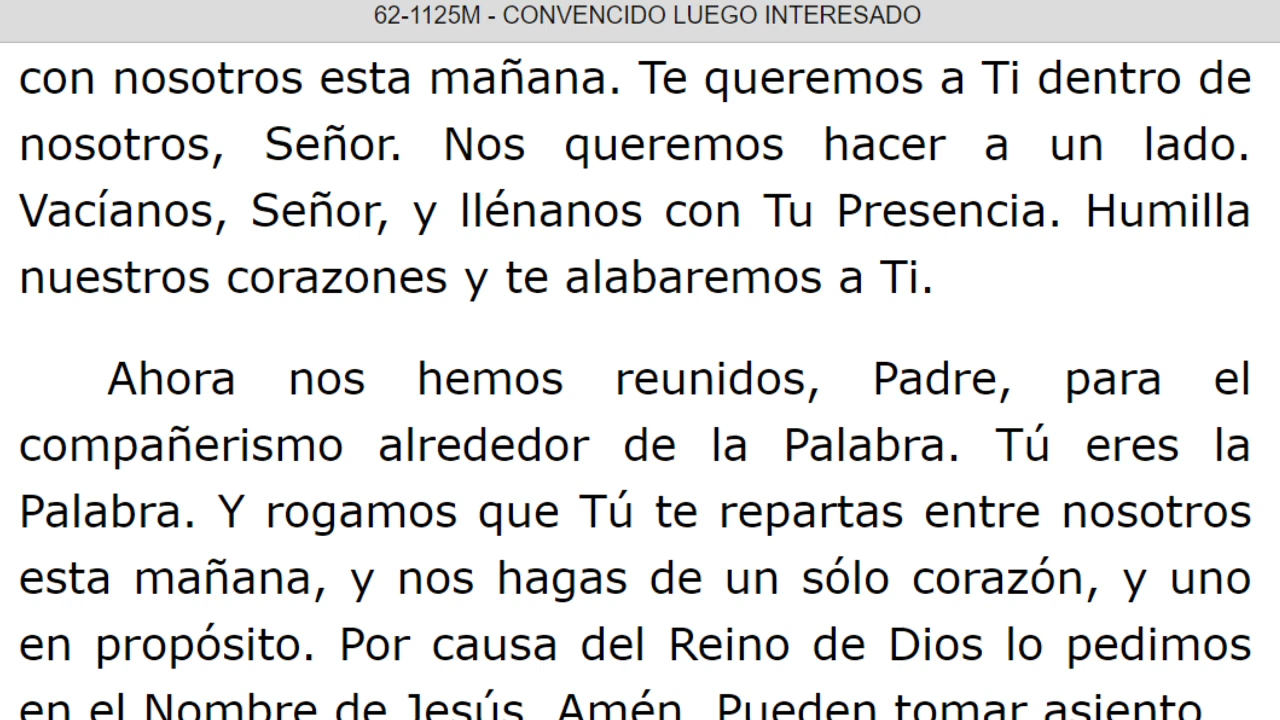 62-1125M - CONVENCIDO LUEGO INTERESADO
con nosotros esta mañana. Te queremos a Ti dentro de
nosotros, Señor. Nos queremos hacer a un lado.
Vacíanos, Señor, y llénanos con Tu Presencia. Humilla
nuestros corazones y te alabaremos a Ti.
Ahora nos hemos reunidos, Padre, para el
compañerismo alrededor de la Palabra. Tú eres la
Palabra. Y rogamos que Tú te repartas entre nosotros
esta mañana, y nos hagas de un sólo corazón, y uno
en propósito. Por causa del Reino de Dios lo pedimos
en el Nombre de Jesús. Amén. Pueden tomar asiento.